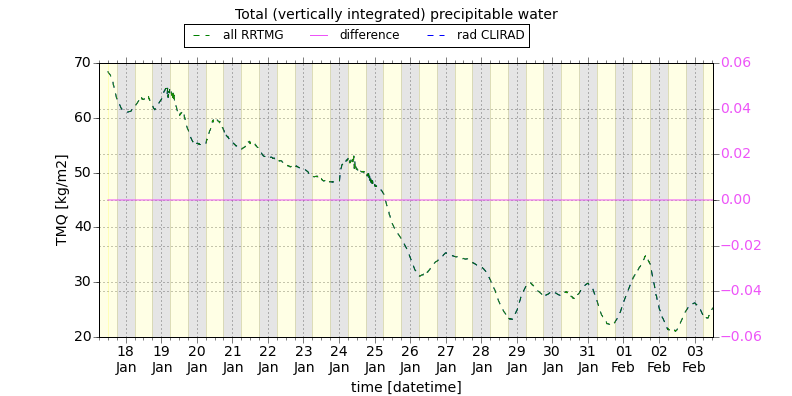 Total (vertically integrated) precipitable water
all RRTMG difference rad CLIRAD
70
60
50
40
30
20
TMQ [kg/m2]
0.06
0.04
0.02
0.00
−0.02
−0.04
−0.06
18 19 20 21 22 23 24 25 26 27 28 29 30 31 01 02 03
Jan Jan Jan Jan Jan Jan Jan Jan Jan Jan Jan Jan Jan Jan Feb Feb Feb
time [datetime]